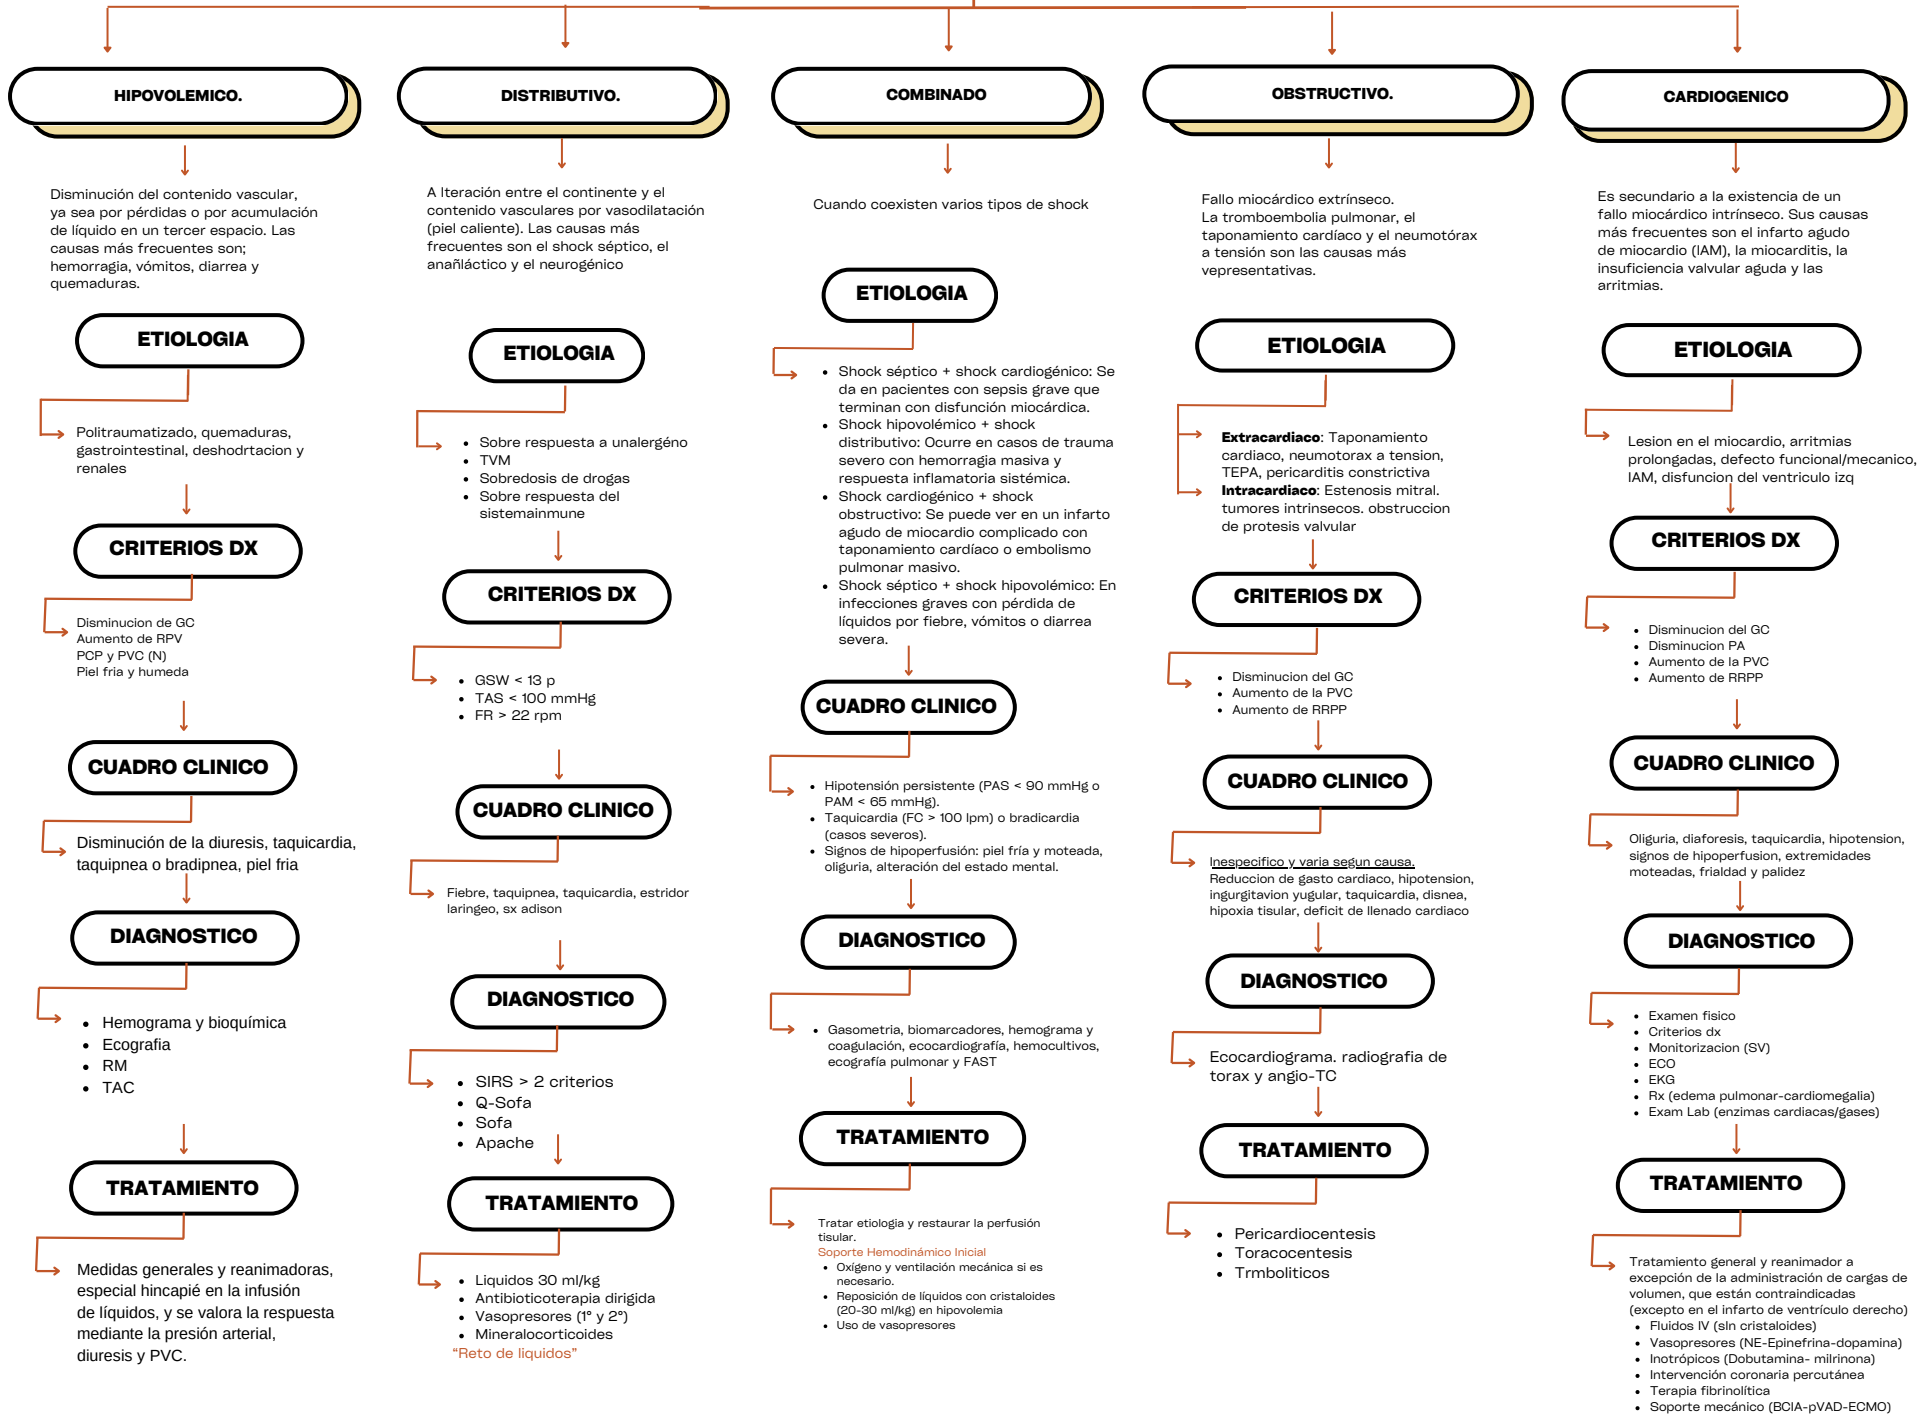 HIPOVOLEMICO.
Disminución del contenido vascular,
ya sea por pérdidas o por acumulación
de líquido en un tercer espacio. Las
causas más frecuentes son;
hemorragia, vómitos, diarrea y
quemaduras.
ETIOLOGIA
Politraumatizado, quemaduras,
gastrointestinal, deshodrtacion y
renales
CRITERIOS DX
Disminucion de GC
Aumento de RPV
PCP y PVC (N)
Piel fria y humeda
CUADRO CLINICO
Disminución de la diuresis, taquicardia,
taquipnea o bradipnea, piel fria
DIAGNOSTICO
• Hemograma y bioquímica
• Ecografia
• RM
• TAC
TRATAMIENTO
Medidas generales y reanimadoras,
especial hincapié en la infusión
de líquidos, y se valora la respuesta
mediante la presión arterial,
diuresis y PVC.
DISTRIBUTIVO.
A lteración entre el continente y el
contenido vasculares por vasodilatación
(piel caliente). Las causas más
frecuentes son el shock séptico, el
anañláctico y el neurogénico
ETIOLOGIA
• Sobre respuesta a unalergéno
• TVM
• Sobredosis de drogas
• Sobre respuesta del
sistemainmune
CRITERIOS DX
• GSW < 13 p
• TAS < 100 mmHg
• FR > 22 rpm
CUADRO CLINICO
Fiebre, taquipnea, taquicardia, estridor
laringeo, sx adison
DIAGNOSTICO
• SIRS > 2 criterios
• Q-Sofa
• Sofa
• Apache
TRATAMIENTO
• Liquidos 30 ml/kg
• Antibioticoterapia dirigida
• Vasopresores (1° y 2°)
• Mineralocorticoides
“Reto de liquidos”
COMBINADO
Cuando coexisten varios tipos de shock
ETIOLOGIA
• Shock séptico + shock cardiogénico: Se
da en pacientes con sepsis grave que
terminan con disfunción miocárdica.
• Shock hipovolémico + shock
distributivo: Ocurre en casos de trauma
severo con hemorragia masiva y
respuesta inflamatoria sistémica.
• Shock cardiogénico + shock
obstructivo: Se puede ver en un infarto
agudo de miocardio complicado con
taponamiento cardíaco o embolismo
pulmonar masivo.
• Shock séptico + shock hipovolémico: En
infecciones graves con pérdida de
líquidos por fiebre, vómitos o diarrea
severa.
CUADRO CLINICO
• Hipotensión persistente (PAS < 90 mmHg o
PAM < 65 mmHg).
• Taquicardia (FC > 100 lpm) o bradicardia
(casos severos).
• Signos de hipoperfusión: piel fría y moteada,
oliguria, alteración del estado mental.
DIAGNOSTICO
• Gasometria, biomarcadores, hemograma y
coagulación, ecocardiografía, hemocultivos,
ecografía pulmonar y FAST
TRATAMIENTO
Tratar etiologia y restaurar la perfusión
tisular.
Soporte Hemodinámico Inicial
• Oxígeno y ventilación mecánica si es
necesario.
• Reposición de líquidos con cristaloides
(20-30 ml/kg) en hipovolemia
• Uso de vasopresores
OBSTRUCTIVO.
Fallo miocárdico extrínseco.
La tromboembolia pulmonar, el
taponamiento cardíaco y el neumotórax
a tensión son las causas más
vepresentativas.
ETIOLOGIA
Extracardiaco: Taponamiento
cardiaco, neumotorax a tension,
TEPA, pericarditis constrictiva
Intracardiaco: Estenosis mitral.
tumores intrinsecos. obstruccion
de protesis valvular
CRITERIOS DX
• Disminucion del GC
• Aumento de la PVC
• Aumento de RRPP
CUADRO CLINICO
Inespecifico y varia segun causa.
Reduccion de gasto cardiaco, hipotension,
ingurgitavion yugular, taquicardia, disnea,
hipoxia tisular, deficit de llenado cardiaco
DIAGNOSTICO
Ecocardiograma. radiografia de
torax y angio-TC
TRATAMIENTO
• Pericardiocentesis
• Toracocentesis
• Trmboliticos
CARDIOGENICO
Es secundario a la existencia de un
fallo miocárdico intrínseco. Sus causas
más frecuentes son el infarto agudo
de miocardio (IAM), la miocarditis, la
insuficiencia valvular aguda y las
arritmias.
ETIOLOGIA
Lesion en el miocardio, arritmias
prolongadas, defecto funcional/mecanico,
IAM, disfuncion del ventriculo izq
CRITERIOS DX
• Disminucion del GC
• Disminucion PA
• Aumento de la PVC
• Aumento de RRPP
CUADRO CLINICO
Oliguria, diaforesis, taquicardia, hipotension,
signos de hipoperfusion, extremidades
moteadas, frialdad y palidez
DIAGNOSTICO
• Examen fisico
• Criterios dx
• Monitorizacion (SV)
• ECO
• EKG
• Rx (edema pulmonar-cardiomegalia)
• Exam Lab (enzimas cardiacas/gases)
TRATAMIENTO
Tratamiento general y reanimador a
excepción de la administración de cargas de
volumen, que están contraindicadas
(excepto en el infarto de ventrículo derecho)
• Fluidos IV (sIn cristaloides)
• Vasopresores (NE-Epinefrina-dopamina)
• Inotrópicos (Dobutamina- milrinona)
• Intervención coronaria percutánea
• Terapia fibrinolítica
• Soporte mecánico (BCIA-pVAD-ECMO)